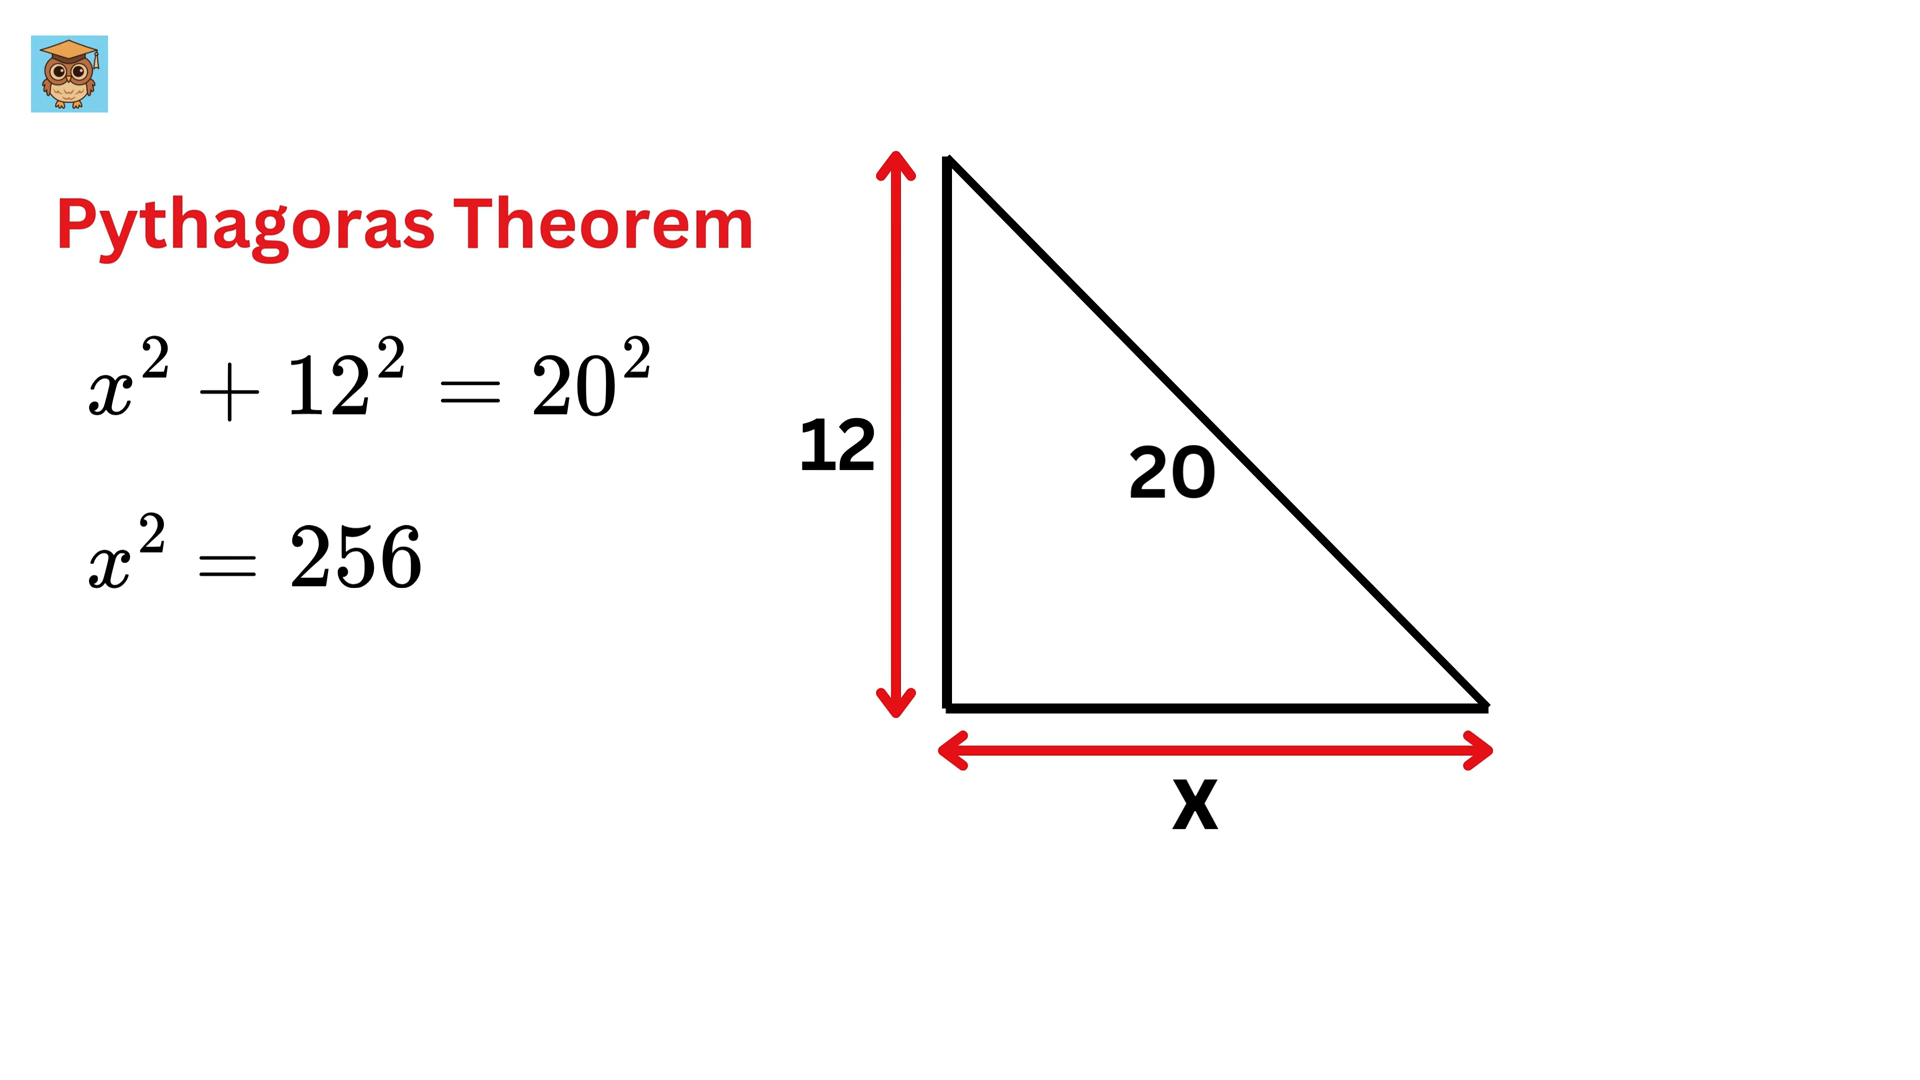 Pythagoras Theorem
x² + 12² = 20²
x² = 256
12
20
X